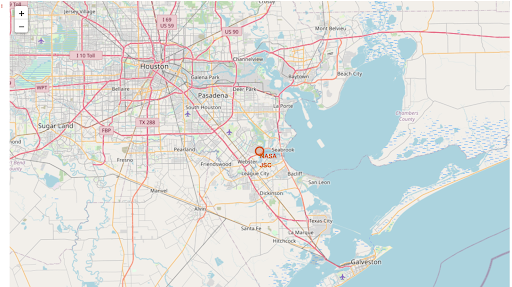 +
−
Jersey Village
I 69
US 59
US 90
Crosby
Mont Belvieu
I 10 Toll
I 10 Toll
Houston
Channelview
Galena Park
Baytown
Beach City
WPT
Bellaire
Pasadena
Deer Park
South Houston
La Porte
Chambers
County
Sugar Land
TX 288
FBP
Fresno
Pearland
Friendswood
Webster
Seabrook
NASA
JSC
League City
Bacliff
San Leon
Manvel
Dickinson
Alvin
Santa Fe
La Marque
Texas City
Hitchcock
Galveston